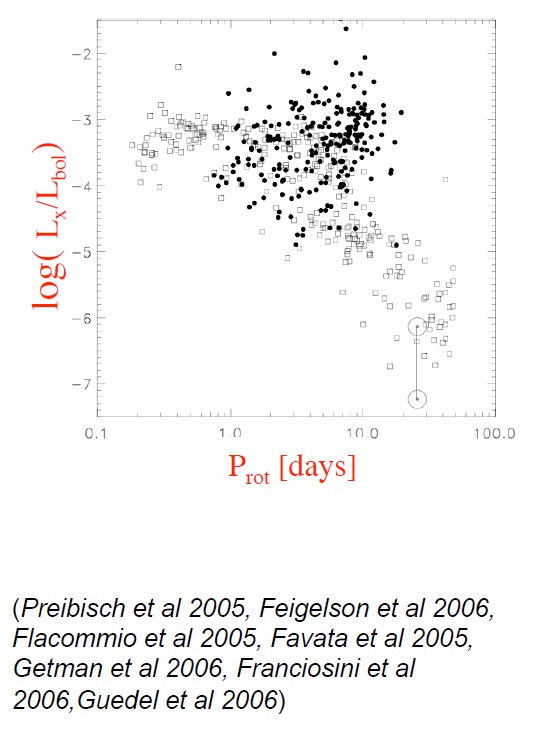 -2
-3
-4
-5
-6
-7
log( Lx/Lbol)
0.1 1.0 10.0 100.0
Prot [days]
(Preibisch et al 2005, Feigelson et al 2006,
Flacommio et al 2005, Favata et al 2005,
Getman et al 2006, Franciosini et al
2006,Guedel et al 2006)